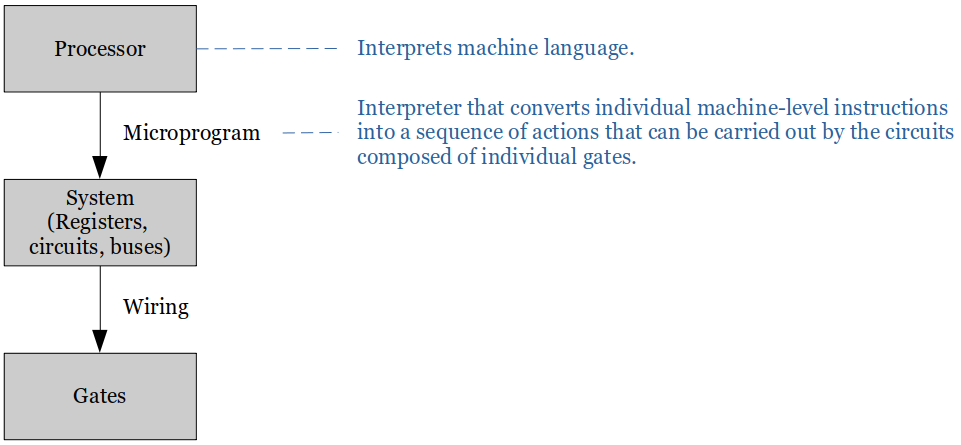 Processor
Interprets machine language.
Microprogram
Interpreter that converts individual machine-level instructions
into a sequence of actions that can be carried out by the circuits
composed of individual gates.
System
(Registers,
circuits, buses)
Wiring
Gates